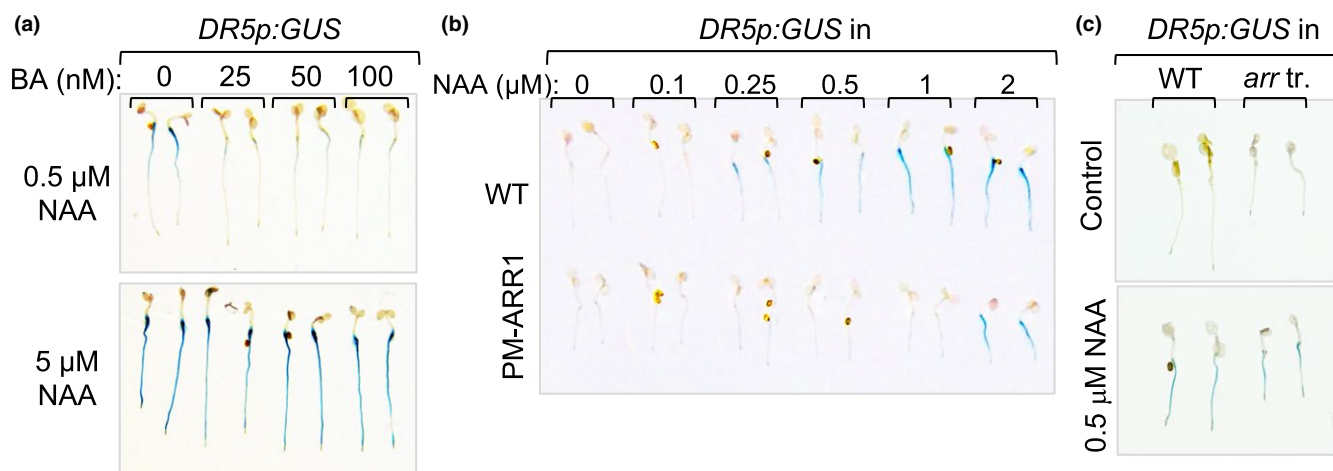 (a)
DR5p:GUS
BA (nM): 0 25 50 100
0.5 µM
NAA
5 µM
NAA
(b)
DR5p:GUS in
NAA (µM): 0 0.1 0.25 0.5 1 2
WT
PM-ARR1
(c)
DR5p:GUS in
WT arr tr.
Control
0.5 µM NAA